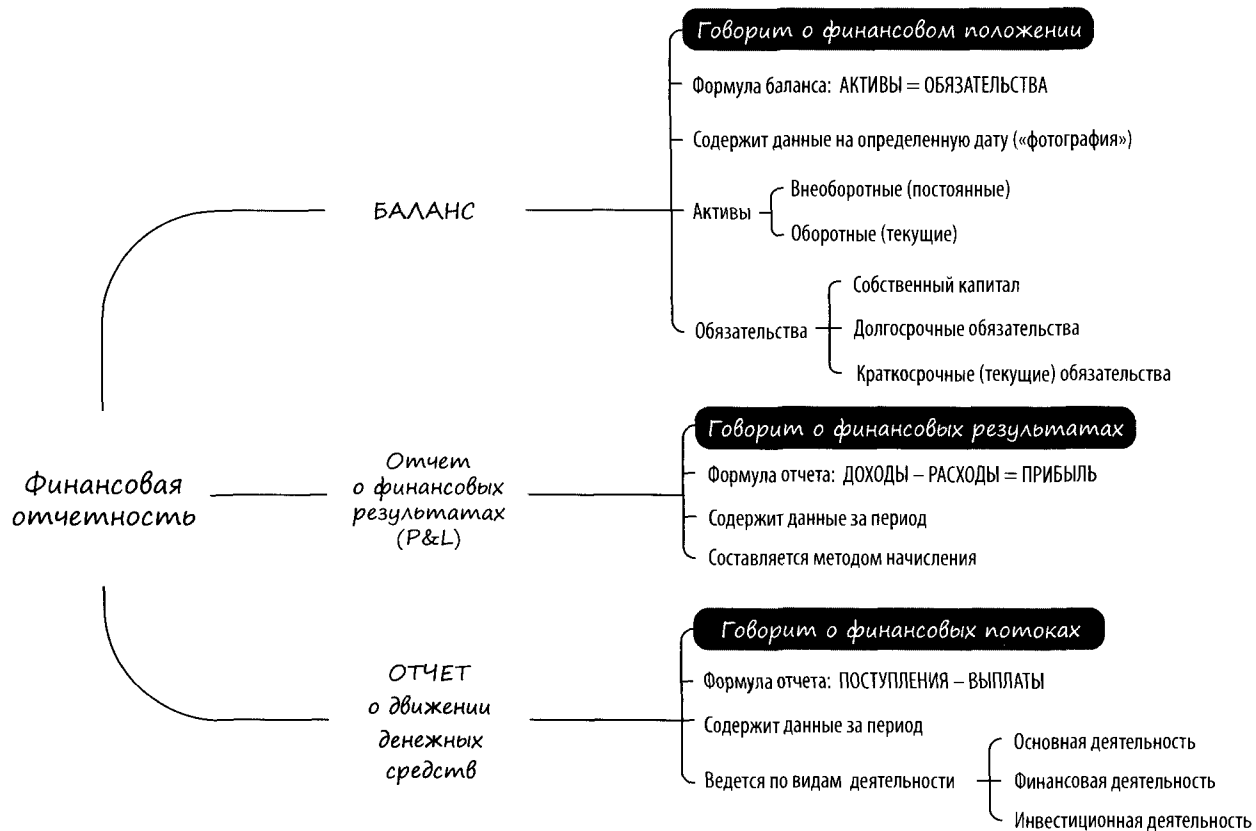 Финансовая
отчетность
БАЛАНС
Говорит о финансовом положении
Формула баланса: АКТИВЫ = ОБЯЗАТЕЛЬСТВА
Содержит данные на определенную дату («фотография»)
Активы
Внеоборотные (постоянные)
Оборотные (текущие)
Обязательства
Собственный капитал
Долгосрочные обязательства
Краткосрочные (текущие) обязательства
Отчет
о финансовых
результатах
(P&L)
Говорит о финансовых результатах
Формула отчета: ДОХОДЫ – РАСХОДЫ = ПРИБЫЛЬ
Содержит данные за период
Составляется методом начисления
ОТЧЕТ
о движении
денежных
средств
Говорит о финансовых потоках
Формула отчета: ПОСТУПЛЕНИЯ – ВЫПЛАТЫ
Содержит данные за период
Ведется по видам деятельности
Основная деятельность
Финансовая деятельность
Инвестиционная деятельность